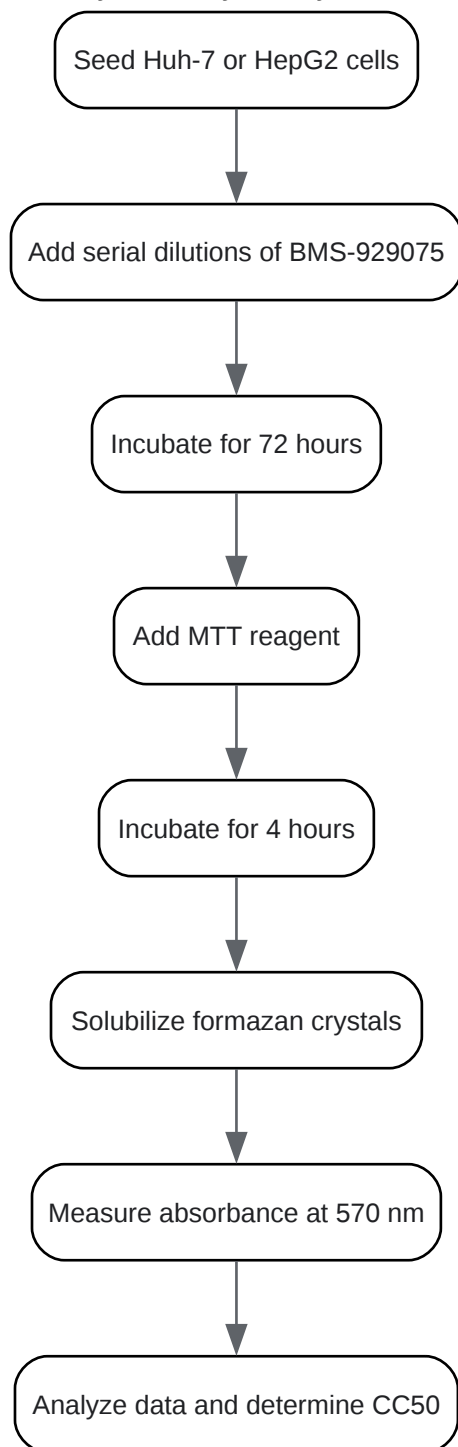 Seed Huh-7 or HepG2 cells
Add serial dilutions of BMS-929075
Incubate for 72 hours
Add MTT reagent
Incubate for 4 hours
Solubilize formazan crystals
Measure absorbance at 570 nm
Analyze data and determine CC50